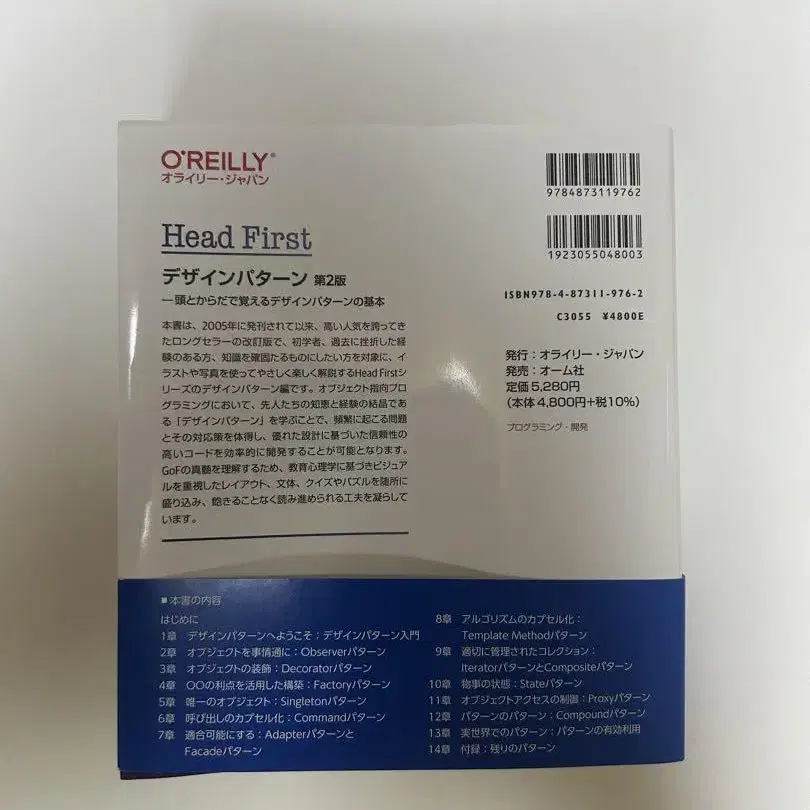 O'REILLY®
オライリー・ジャパン
Head First
デザインパターン 第2版
―頭とからだで覚えるデザインパターンの基本
本書は、2005年に発刊されて以来、高い人気を誇ってき
たロングセラーの改訂版で、初学者、過去に挫折した経
験のある方、知識を確固たるものにしたい方を対象に、イ
ラストや写真を使ってやさしく楽しく解説するHead Firstシ
リーズのデザインパターン編です。オブジェクト指向プロ
グラミングにおいて、先人たちの知恵と経験の結晶であ
る「デザインパターン」を学ぶことで、頻繁に起こる問題
とその対応策を体得し、優れた設計に基づいた信頼性の
高いコードを効率的に開発することが可能となります。
GoFの真髄を理解するため、教育心理学に基づきビジュア
ルを重視したレイアウト、文体、クイズやパズルを随所に
盛り込み、飽きることなく読み進められる工夫を凝らして
います。
9784873119762
1923055048003
ISBN978-4-87311-976-2
C3055 ¥4800E
発行：オライリー・ジャパン
発売：オーム社
定価5,280円
（本体4,800円+税10%）
プログラミング・開発
■ 本書の内容
はじめに
1章 デザインパターンへようこそ：デザインパターン入門
2章 オブジェクトを事情通に：Observerパターン
3章 オブジェクトの装飾：Decoratorパターン
4章 〇〇の利点を活用した構築：Factoryパターン
5章 唯一のオブジェクト：Singletonパターン
6章 呼び出しのカプセル化：Commandパターン
7章 適合可能にする：Adapterパターンと
Facadeパターン
8章 アルゴリズムのカプセル化：
Template Methodパターン
9章 適切に管理されたコレクション：
IteratorパターンとCompositeパターン
10章 物事の状態：Stateパターン
11章 オブジェクトアクセスの制御：Proxyパターン
12章 パターンのパターン：Compoundパターン
13章 実世界でのパターン：パターンの有効利用
14章 付録：残りのパターン